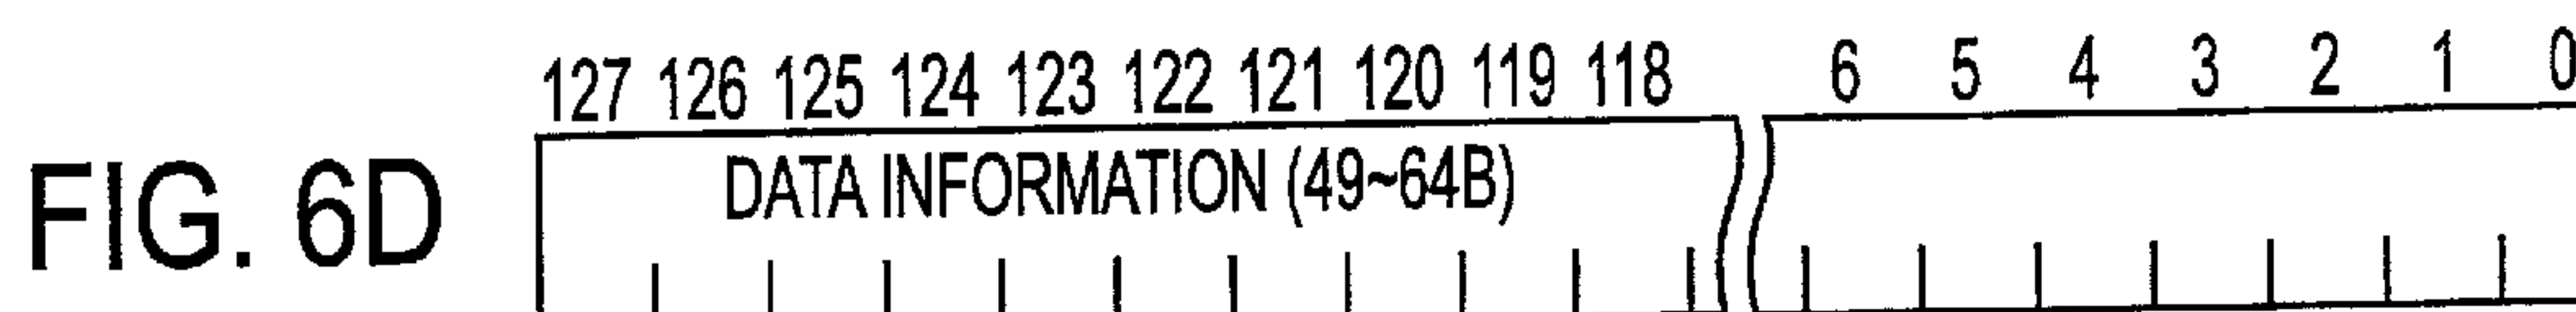 127 126 125 124 123 122 121 120 119 118 6 5 4 3 2 1 0
FIG. 6D
DATA INFORMATION (49~64B)